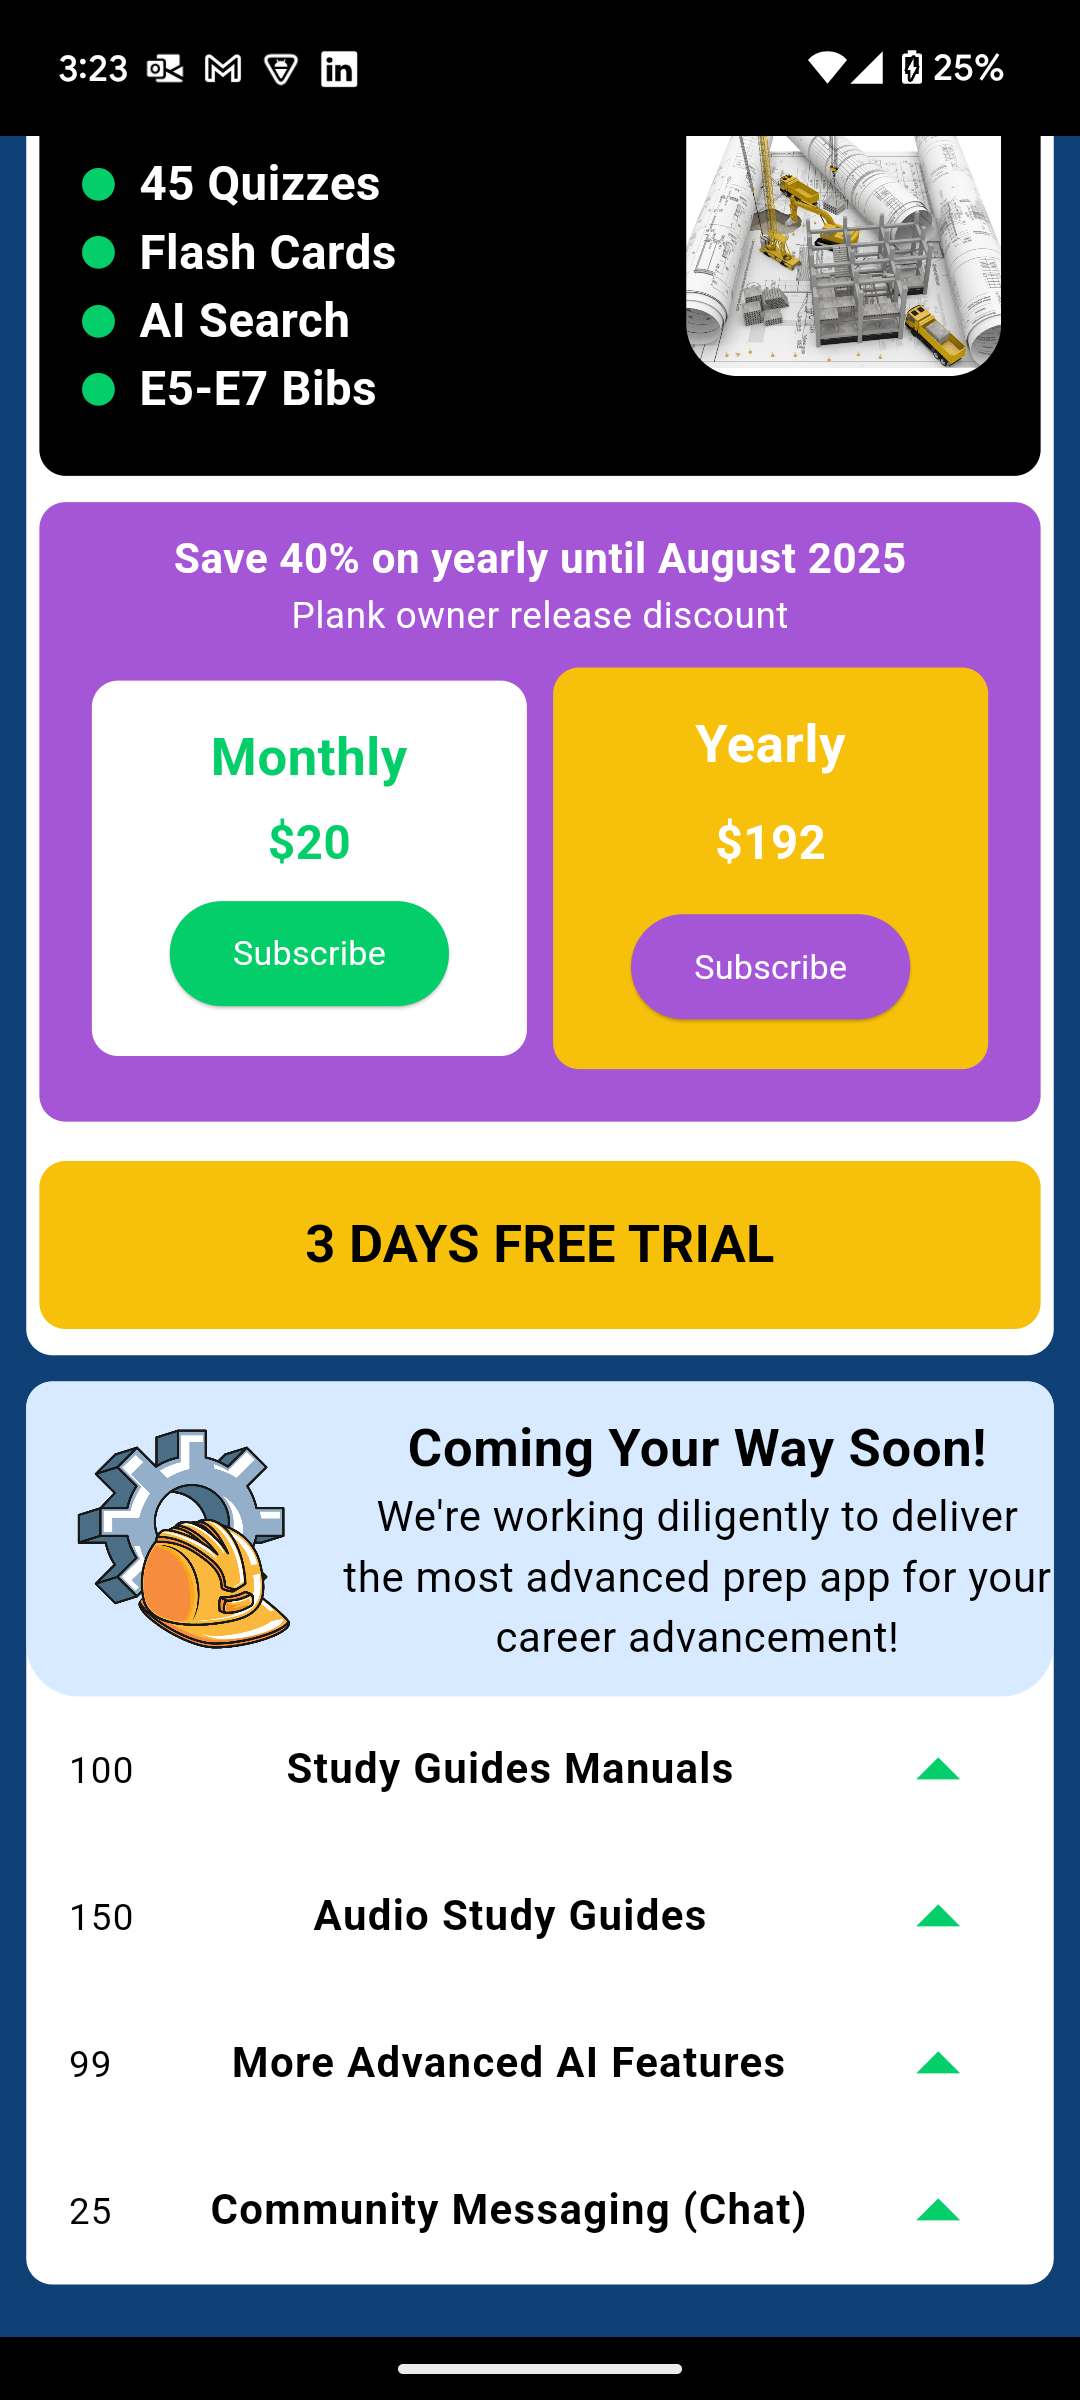 3:23
25%
45 Quizzes
Flash Cards
AI Search
E5-E7 Bibs
Save 40% on yearly until August 2025
Plank owner release discount
Monthly
$20
Subscribe
Yearly
$192
Subscribe
3 DAYS FREE TRIAL
Coming Your Way Soon!
We're working diligently to deliver
the most advanced prep app for your
career advancement!
100 Study Guides Manuals
150 Audio Study Guides
99 More Advanced AI Features
25 Community Messaging (Chat)